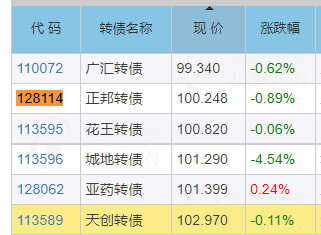 代 码 转债名称 现 价 涨跌幅
110072 广汇转债 99.340 -0.62%
128114 正邦转债 100.248 -0.89%
113595 花王转债 100.820 -0.06%
113596 城地转债 101.290 -4.54%
128062 亚药转债 101.399 0.24%
113589 天创转债 102.970 -0.11%